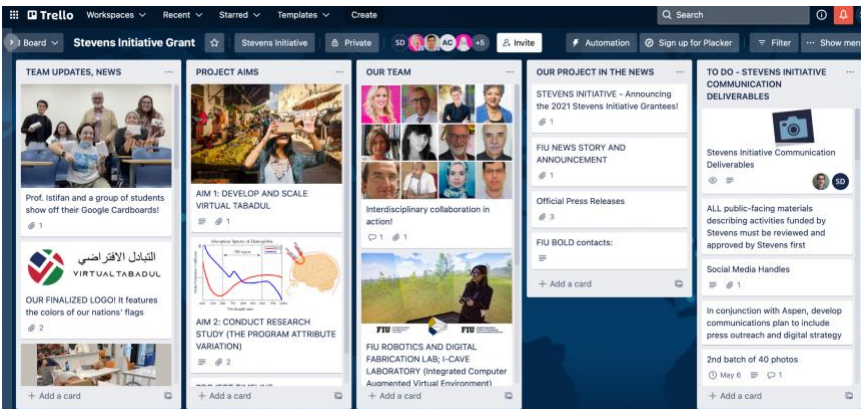 Trello Workspaces Recent Starred Templates Create Search
Board Stevens Initiative Grant Stevens Initiative Private SD AC +5 Invite Automation Sign up for Placker Filter Show men
TEAM UPDATES, NEWS
Prof. Istifan and a group of students
show off their Google Cardboards!
1
التبادل الافتراضي
VIRTUALTABADUL
OUR FINALIZED LOGO! It features
the colors of our nations' flags
2
+ Add a card
PROJECT AIMS
AIM 1: DEVELOP AND SCALE
VIRTUAL TABADUL
1
AIM 2: CONDUCT RESEARCH
STUDY (THE PROGRAM ATTRIBUTE
VARIATION)
2
PROJECT TIMELINE
+ Add a card
OUR TEAM
Interdisciplinary collaboration in
action!
1 1
FIU
FIU ROBOTICS AND DIGITAL
FABRICATION LAB; I-CAVE
LABORATORY (Integrated Computer
Augmented Virtual Environment)
+ Add a card
OUR PROJECT IN THE NEWS
STEVENS INITIATIVE - Announcing
the 2021 Stevens Initiative Grantees!
1
FIU NEWS STORY AND
ANNOUNCEMENT
1
Official Press Releases
3
FIU BOLD contacts:
+ Add a card
TO DO - STEVENS INITIATIVE
COMMUNICATION
DELIVERABLES
Stevens Initiative Communication
Deliverables
SD
ALL public-facing materials
describing activities funded by
Stevens must be reviewed and
approved by Stevens first
Social Media Handles
1
In conjunction with Aspen, develop
communications plan to include
press outreach and digital strategy
2nd batch of 40 photos
May 6 1
+ Add a card